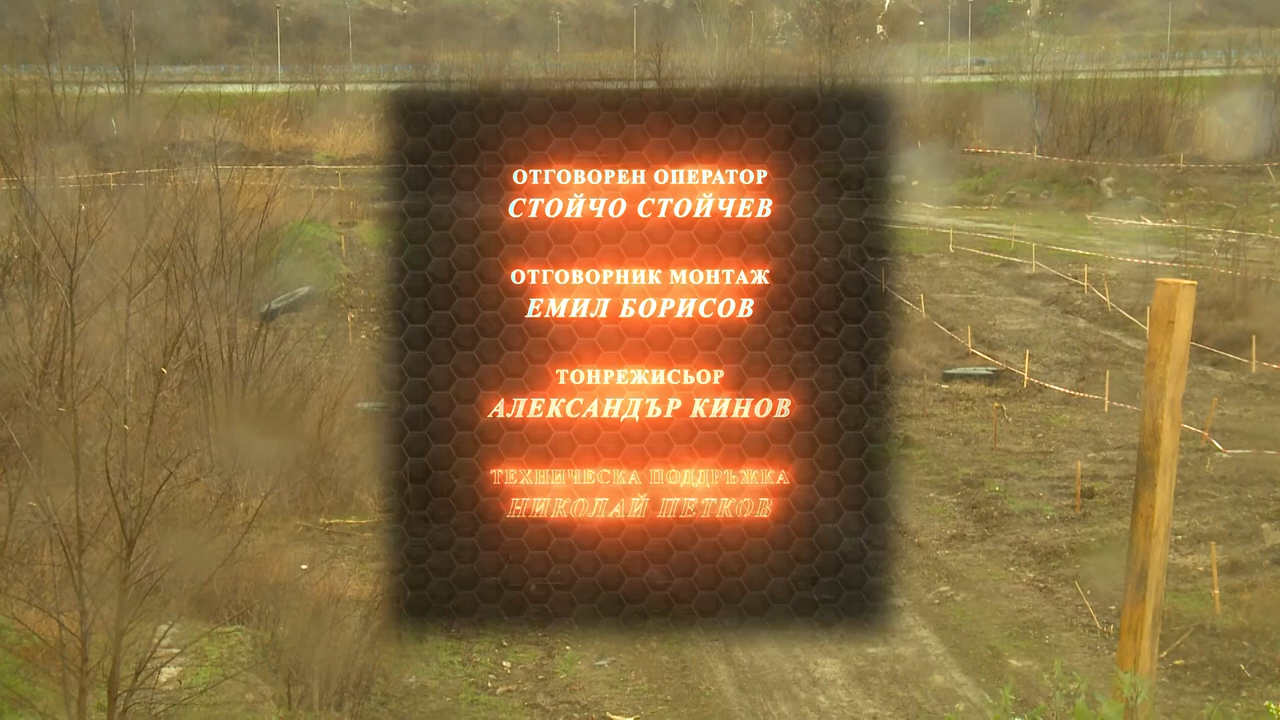 ОТГОВОРЕН ОПЕРАТОР
СТОЙЧО СТОЙЧЕВ
ОТГОВОРНИК МОНТАЖ
ЕМИЛ БОРИСОВ
ТОНРЕЖИСЬОР
АЛЕКСАНДЪР КИНОВ
ТЕХНИЧЕСКА ПОДДРЪЖКА
НИКОЛАЙ ПЕТКОВ